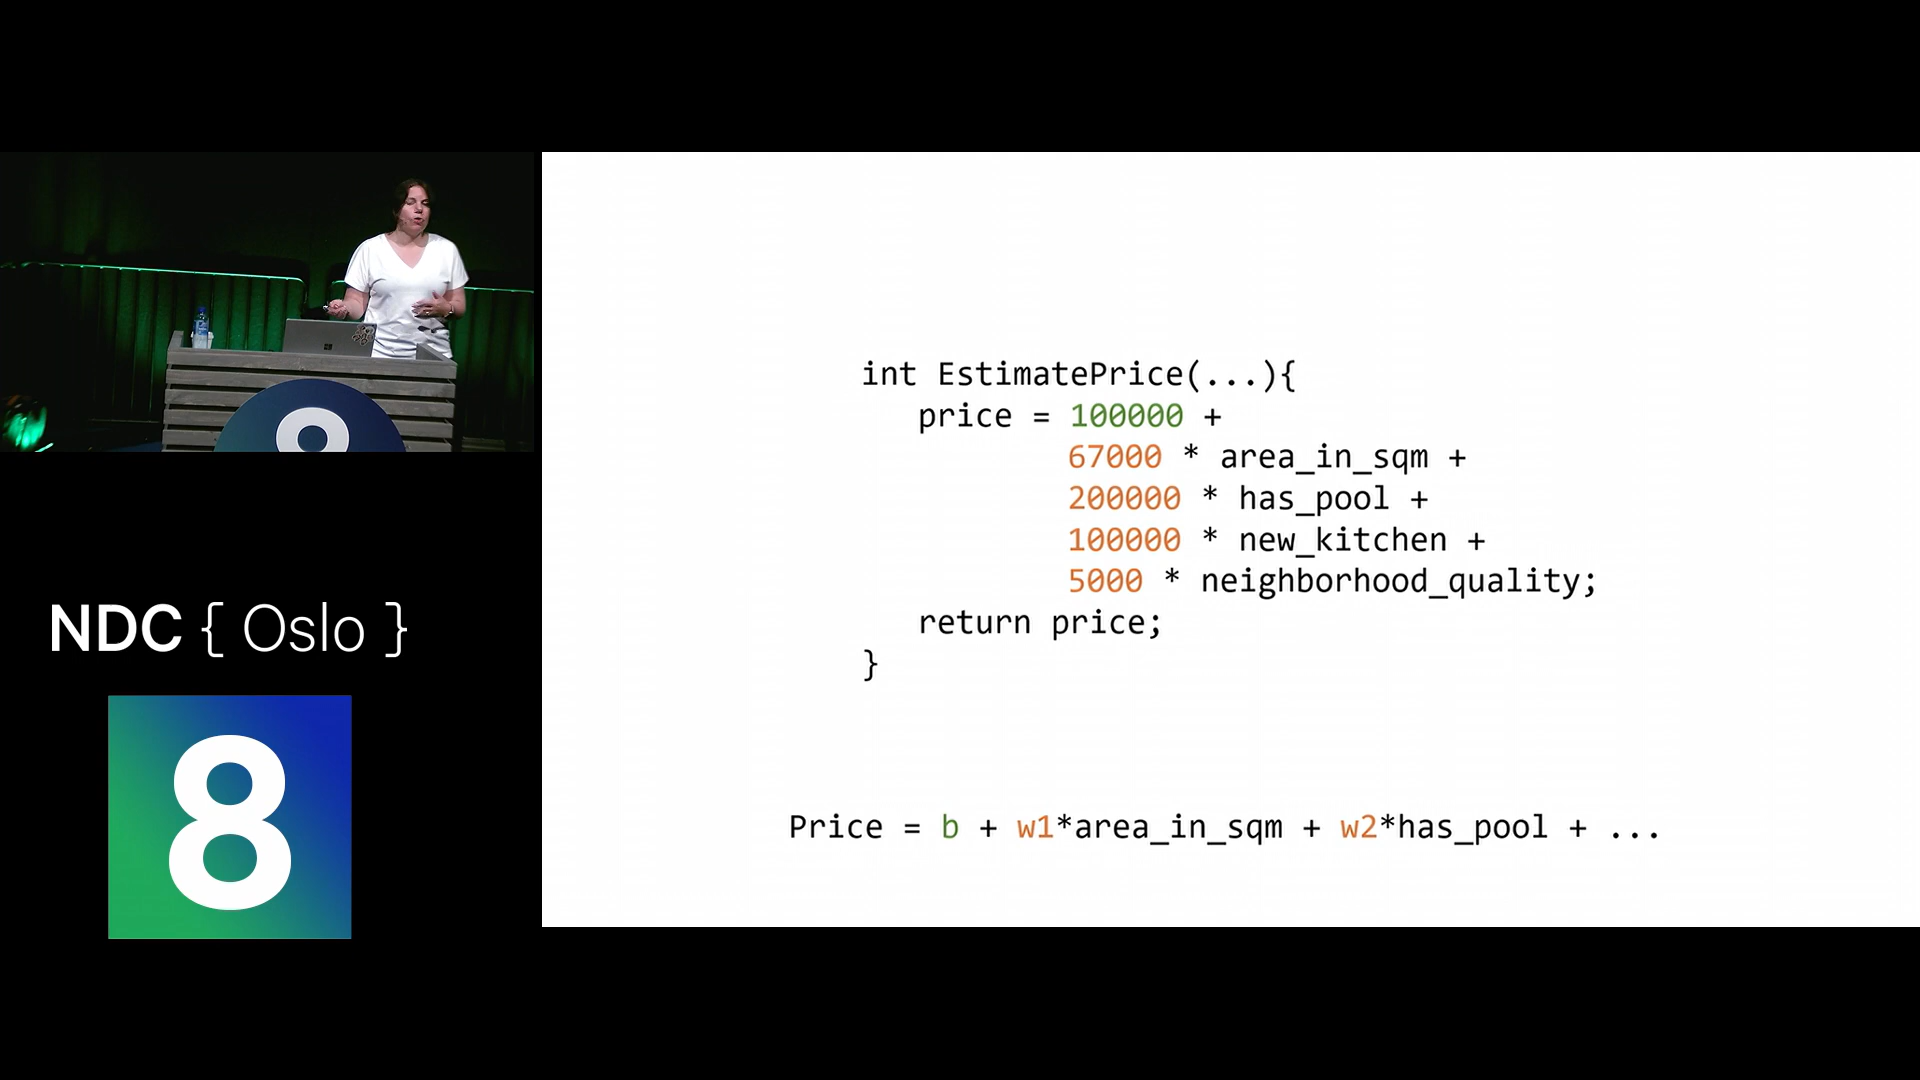 int EstimatePrice(...){
price = 100000 +
67000 * area_in_sqm +
200000 * has_pool +
100000 * new_kitchen +
5000 * neighborhood_quality;
return price;
}
Price = b + w1*area_in_sqm + w2*has_pool + ...
NDC { Oslo }
8
8